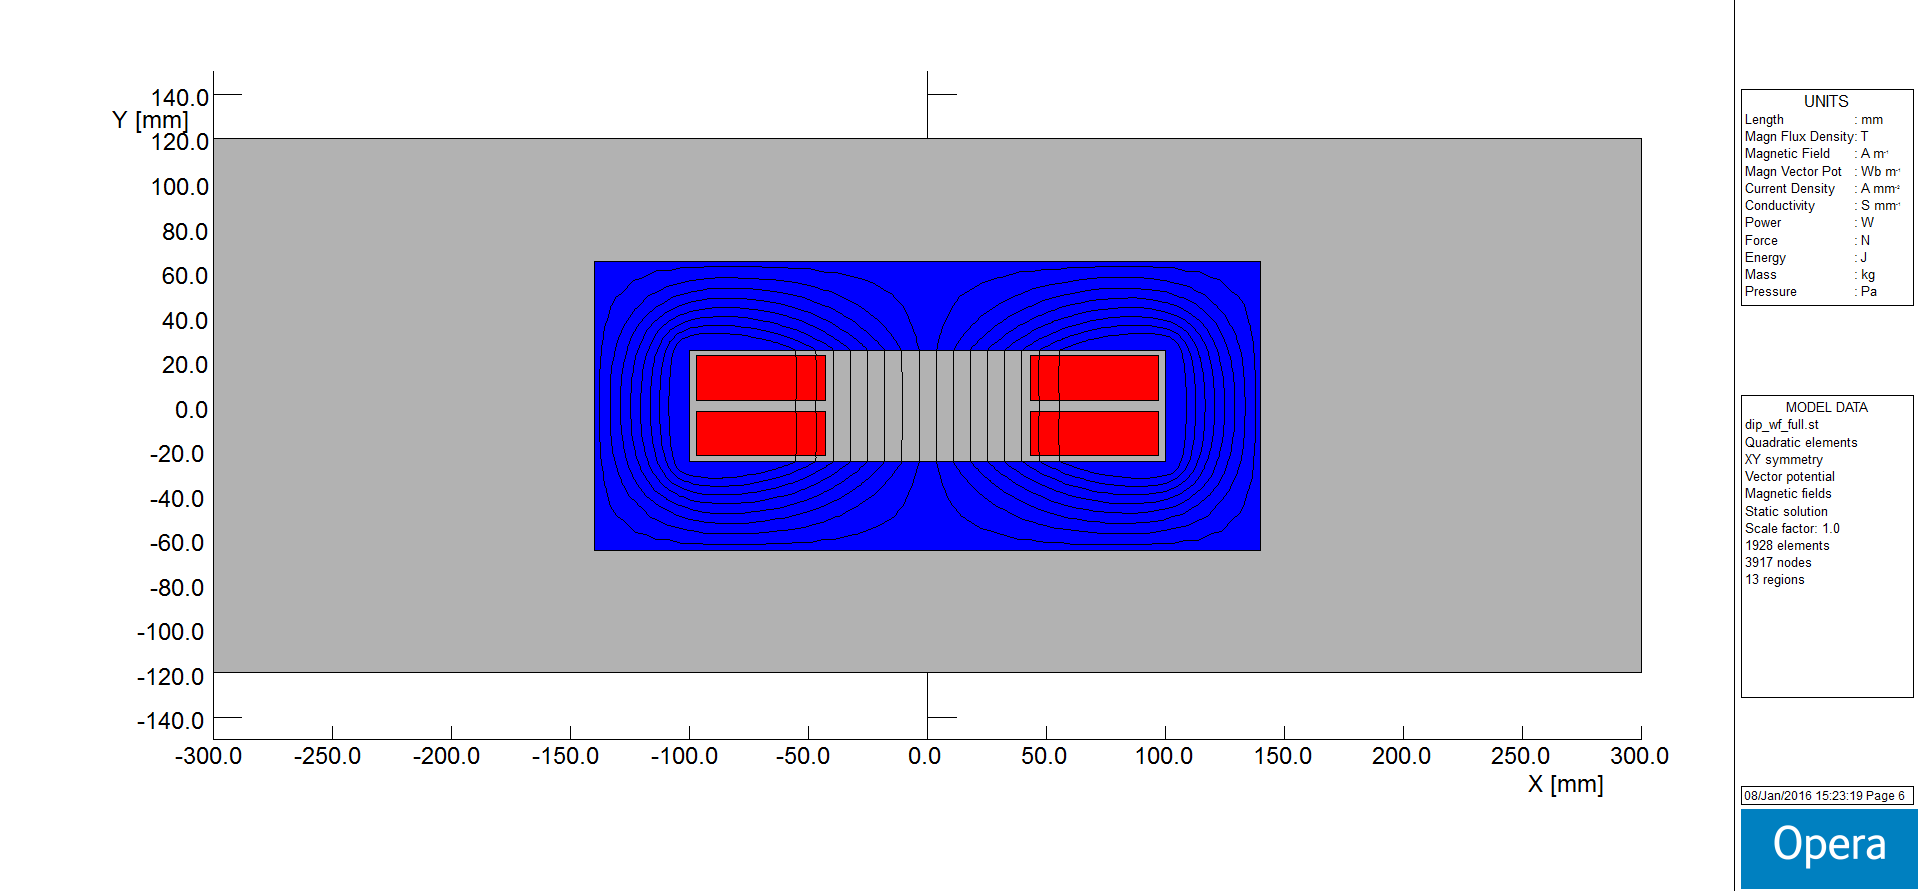 140.0
Y [mm]
120.0
100.0
80.0
60.0
40.0
20.0
0.0
-20.0
-40.0
-60.0
-80.0
-100.0
-120.0
-140.0
-300.0 -250.0 -200.0 -150.0 -100.0 -50.0 0.0 50.0 100.0 150.0 200.0 250.0 300.0
X [mm]
UNITS
Length : mm
Magn Flux Density: T
Magnetic Field : A m⁻¹
Magn Vector Pot : Wb m⁻¹
Current Density : A mm⁻²
Conductivity : S mm⁻¹
Power : W
Force : N
Energy : J
Mass : kg
Pressure : Pa
MODEL DATA
dip_wf_full.st
Quadratic elements
XY symmetry
Vector potential
Magnetic fields
Static solution
Scale factor: 1.0
1928 elements
3917 nodes
13 regions
08/Jan/2016 15:23:19 Page 6
Opera